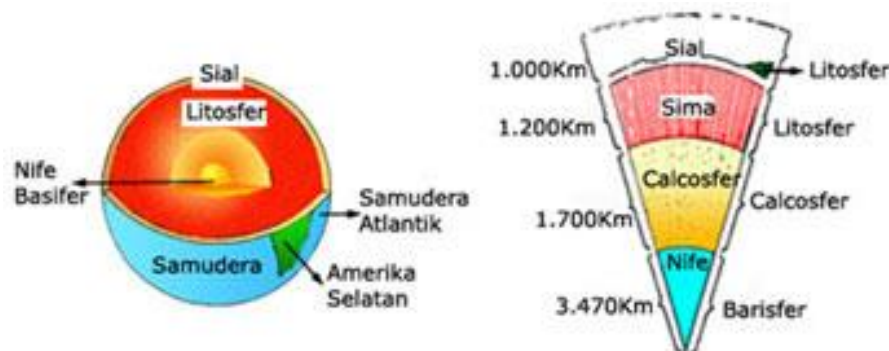 Sial
Litosfer
Nife
Basifer
Samudera
Atlantik
Samudera
Amerika
Selatan
Sial
1.000Km
Litosfer
Sima
1.200Km
Litosfer
Calcosfer
Calcosfer
1.700Km
Nife
3.470Km
Barisfer